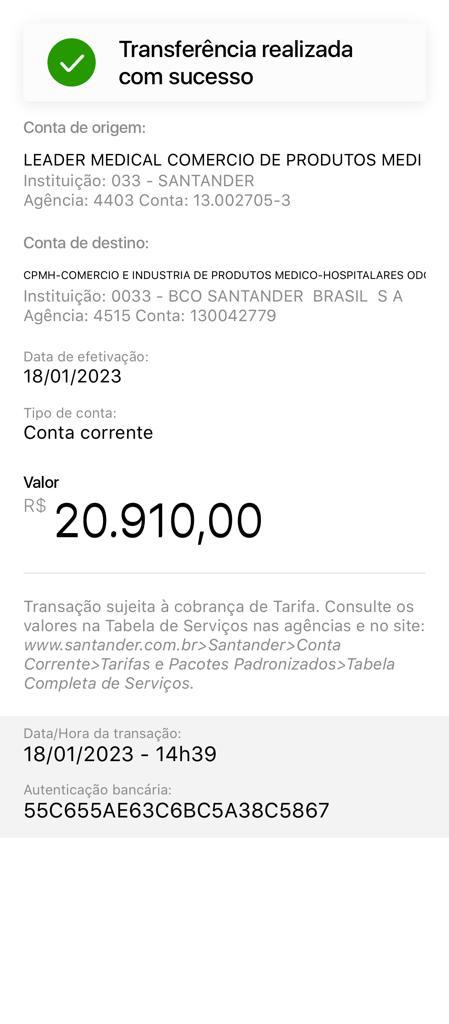 Transferência realizada
com sucesso
Conta de origem:
LEADER MEDICAL COMERCIO DE PRODUTOS MEDI
Instituição: 033 - SANTANDER
Agência: 4403 Conta: 13.002705-3
Conta de destino:
CPMH-COMERCIO E INDUSTRIA DE PRODUTOS MEDICO-HOSPITALARES ODO
Instituição: 0033 - BCO SANTANDER BRASIL S A
Agência: 4515 Conta: 130042779
Data de efetivação:
18/01/2023
Tipo de conta:
Conta corrente
Valor
R$ 20.910,00
Transação sujeita à cobrança de Tarifa. Consulte os
valores na Tabela de Serviços nas agências e no site:
www.santander.com.br>Santander>Conta
Corrente>Tarifas e Pacotes Padronizados>Tabela
Completa de Serviços.
Data/Hora da transação:
18/01/2023 - 14h39
Autenticação bancária:
55C655AE63C6BC5A38C5867